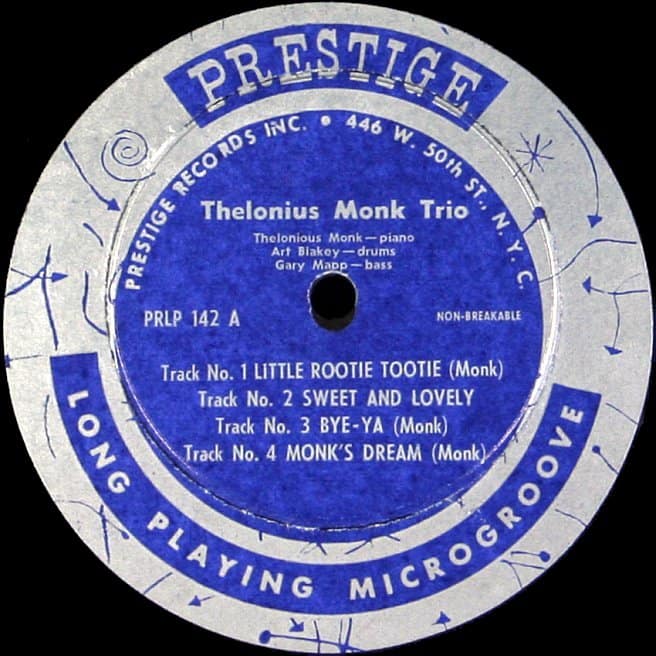 PRESTIGE
PRESTIGE RECORDS INC. • 446 W. 50th ST., N. Y. C.
Thelonius Monk Trio
Thelonious Monk—piano
Art Blakey—drums
Gary Mapp—bass
PRLP 142 A
NON-BREAKABLE
Track No. 1 LITTLE ROOTIE TOOTIE (Monk)
Track No. 2 SWEET AND LOVELY
Track No. 3 BYE-YA (Monk)
Track No. 4 MONK'S DREAM (Monk)
LONG PLAYING MICROGROOVE